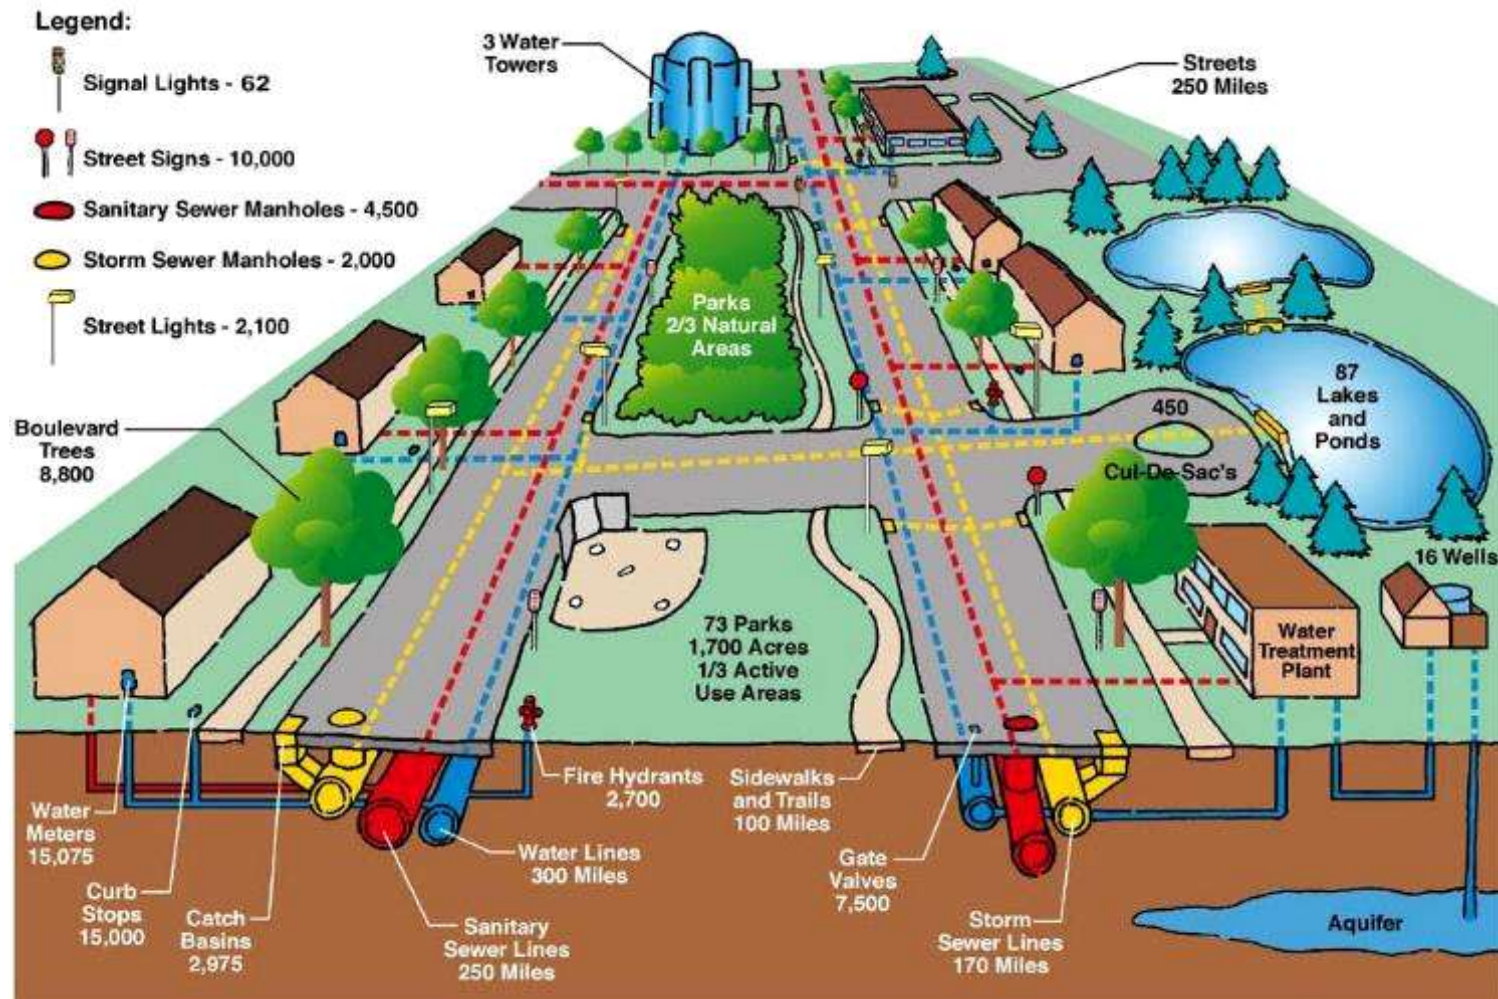 Legend:
Signal Lights - 62
Street Signs - 10,000
Sanitary Sewer Manholes - 4,500
Storm Sewer Manholes - 2,000
Street Lights - 2,100
3 Water
Towers
Streets
250 Miles
Parks
2/3 Natural
Areas
87
Lakes
and
Ponds
450
Cul-De-Sac's
Boulevard
Trees
8,800
16 Wells
73 Parks
1,700 Acres
1/3 Active
Use Areas
Water
Treatment
Plant
Fire Hydrants
2,700
Sidewalks
and Trails
100 Miles
Water
Meters
15,075
Water Lines
300 Miles
Gate
Valves
7,500
Curb
Stops
15,000
Catch
Basins
2,975
Sanitary
Sewer Lines
250 Miles
Storm
Sewer Lines
170 Miles
Aquifer